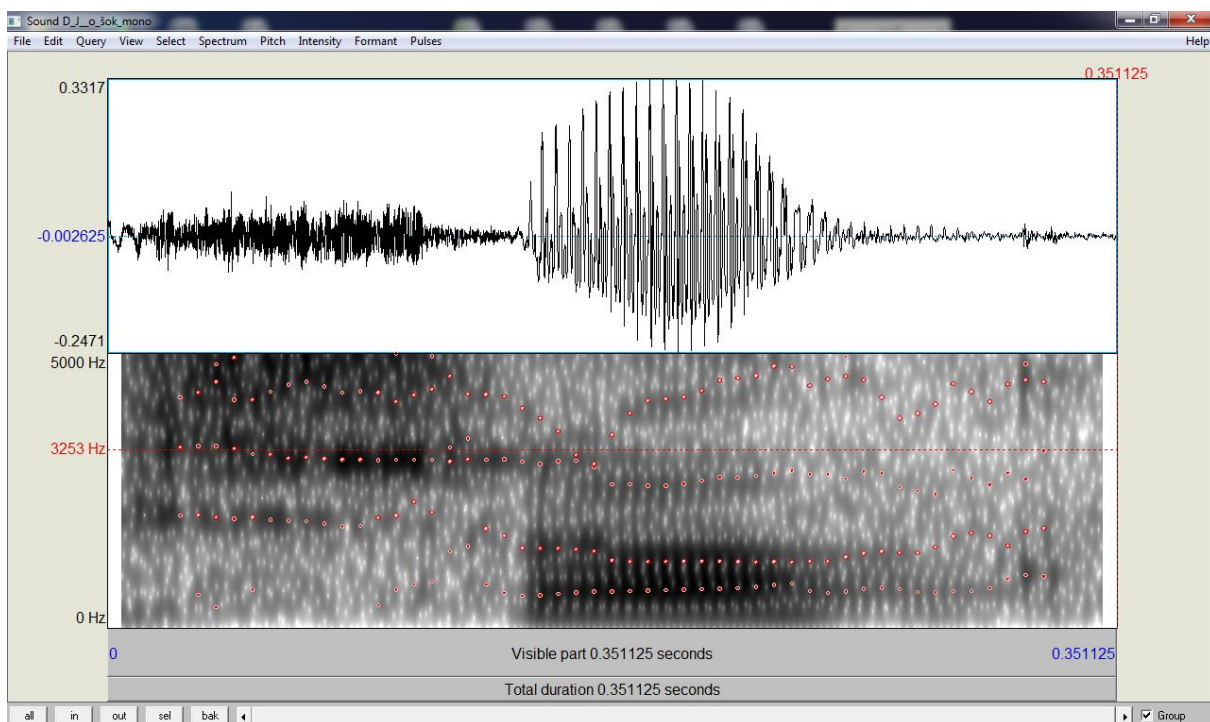 Sound D_J__o_šok_mono
File Edit Query View Select Spectrum Pitch Intensity Formant Pulses Help
0.351125
0.3317
-0.002625
-0.2471
5000 Hz
3253 Hz
0 Hz
0 Visible part 0.351125 seconds 0.351125
Total duration 0.351125 seconds
all in out sel bak Group